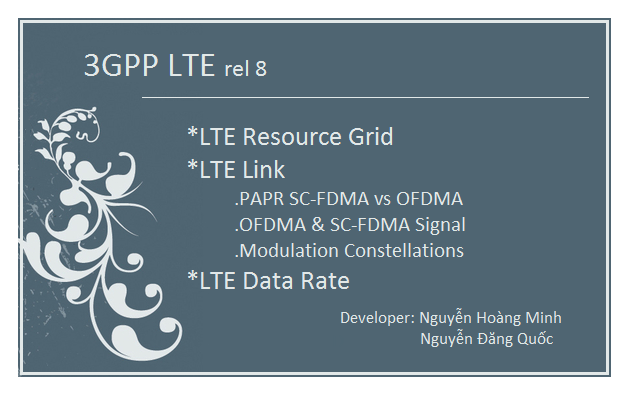 3GPP LTE rel 8
*LTE Resource Grid
*LTE Link
.PAPR SC-FDMA vs OFDMA
.OFDMA & SC-FDMA Signal
.Modulation Constellations
*LTE Data Rate
Developer: Nguyễn Hoàng Minh
Nguyễn Đăng Quốc